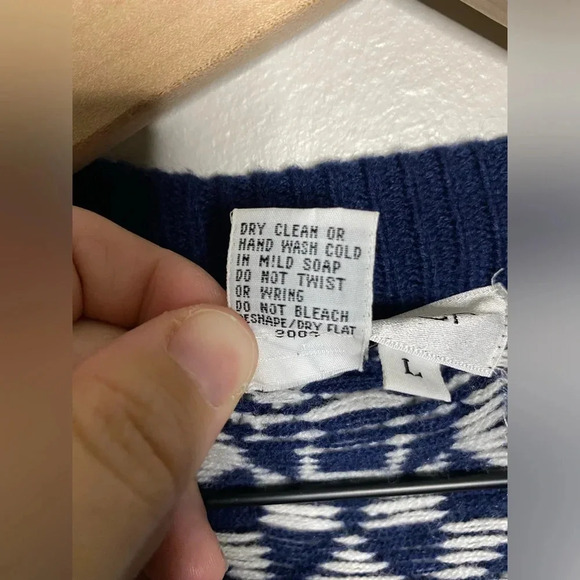 DRY CLEAN OR
HAND WASH COLD
IN MILD SOAP
DO NOT TWIST
OR WRING
DO NOT BLEACH
RESHAPE/DRY FLAT
L